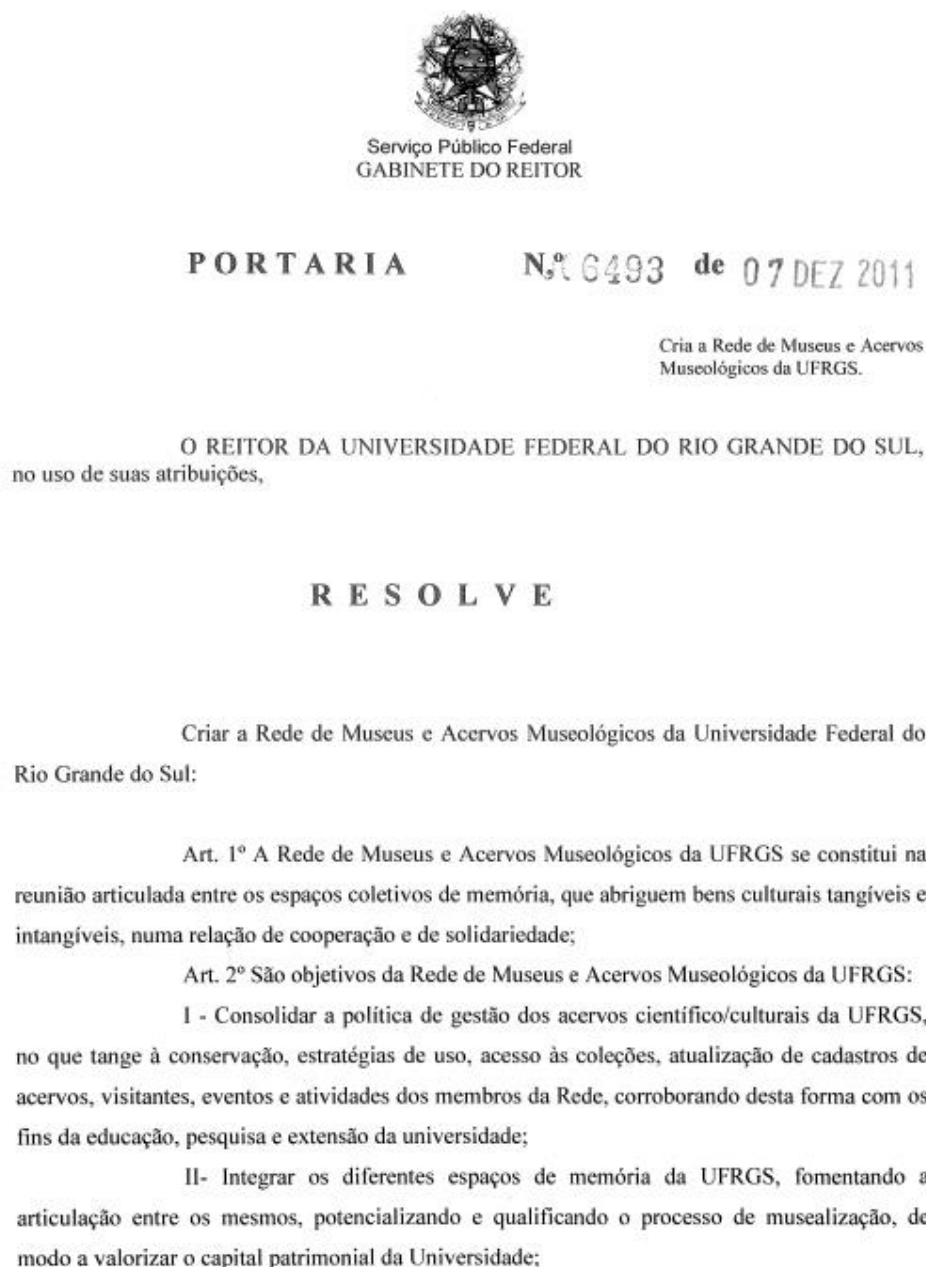 Serviço Público Federal
GABINETE DO REITOR
PORTARIA N.º 6493 de 07 DEZ 2011
Cria a Rede de Museus e Acervos
Museológicos da UFRGS.
O REITOR DA UNIVERSIDADE FEDERAL DO RIO GRANDE DO SUL,
no uso de suas atribuições,
RESOLVE
Criar a Rede de Museus e Acervos Museológicos da Universidade Federal do
Rio Grande do Sul:
Art. 1º A Rede de Museus e Acervos Museológicos da UFRGS se constitui na
reunião articulada entre os espaços coletivos de memória, que abriguem bens culturais tangíveis e
intangíveis, numa relação de cooperação e de solidariedade;
Art. 2º São objetivos da Rede de Museus e Acervos Museológicos da UFRGS:
I - Consolidar a política de gestão dos acervos científico/culturais da UFRGS,
no que tange à conservação, estratégias de uso, acesso às coleções, atualização de cadastros de
acervos, visitantes, eventos e atividades dos membros da Rede, corroborando desta forma com os
fins da educação, pesquisa e extensão da universidade;
II- Integrar os diferentes espaços de memória da UFRGS, fomentando a
articulação entre os mesmos, potencializando e qualificando o processo de musealização, de
modo a valorizar o capital patrimonial da Universidade;